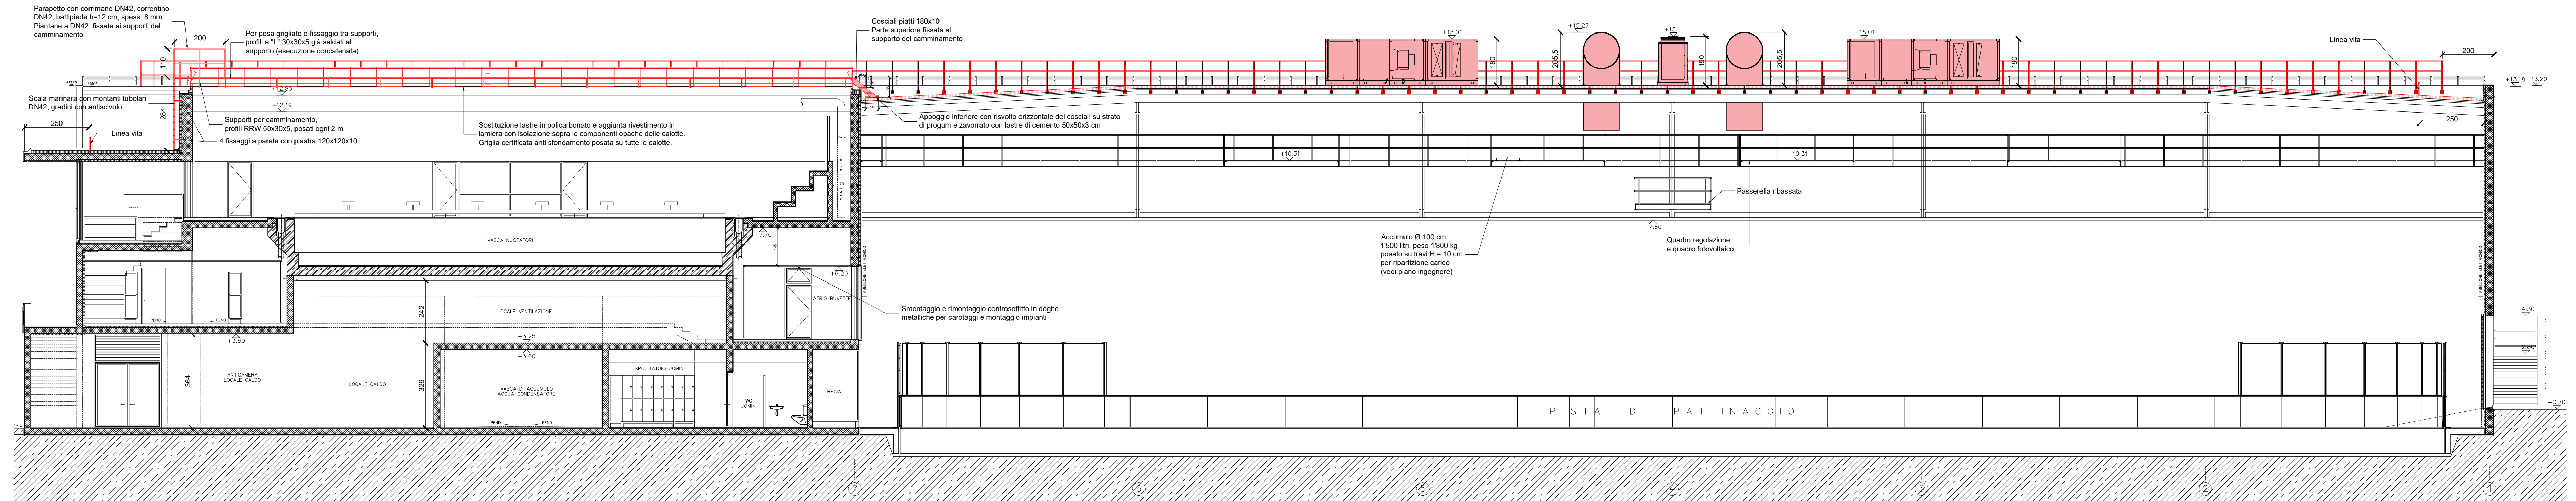 Parapetto con corrimano DN42, correntino
DN42, battipiede h=12 cm, spess. 8 mm
Piantane a DN42, fissate ai supporti del
camminamento
200
110
Per posa grigliato e fissaggio tra supporti,
profili a "L" 30x30x5 già saldati al
supporto (esecuzione concatenata)
Cosciali piatti 180x10
Parte superiore fissata al
supporto del camminamento
+15,01
180
+15,27
205,5
+15,11
190
205,5
+15,01
180
Linea vita
200
+13,18
+13,20
Scala marinara con montanti tubolari
DN42, gradini con antiscivolo
284
250
Linea vita
+12,83
+12,19
Supporti per camminamento,
profili RRW 50x30x5, posati ogni 2 m
4 fissaggi a parete con piastra 120x120x10
Sostituzione lastre in policarbonato e aggiunta rivestimento in
lamiera con isolazione sopra le componenti opache delle calotte.
Griglia certificata anti sfondamento posata su tutte le calotte.
Appoggio inferiore con risvolto orizzontale dei cosciali su strato
di progum e zavorrato con lastre di cemento 50x50x3 cm
250
VANO TECNICO
+10,31
+10,31
Passerella ribassata
+7,60
Accumulo Ø 100 cm
1'500 litri, peso 1'800 kg
posato su travi H = 10 cm
per ripartizione carico
(vedi piano ingegnere)
Quadro regolazione
e quadro fotovoltaico
VASCA NUOTATORI
+7,70
145
+6,20
ATRIO BUVETTE
TABELLONE ELETTRONICO
TABELLONE ELETTRONICO
Smontaggio e rimontaggio controsoffitto in doghe
metalliche per carotaggi e montaggio impianti
PEND.
PEND.
242
LOCALE VENTILAZIONE
+3.60
+3.25
+3.00
+4.30
+2.80
+0.70
364
ANTICAMERA
LOCALE CALDO
LOCALE CALDO
329
VASCA DI ACCUMULO
ACQUA CONDENSATORE
PEND.
PEND.
SPOGLIATOIO UOMINI
WC
UOMINI
REGIA
PISTA DI PATTINAGGIO
7
6
5
4
3
2
1